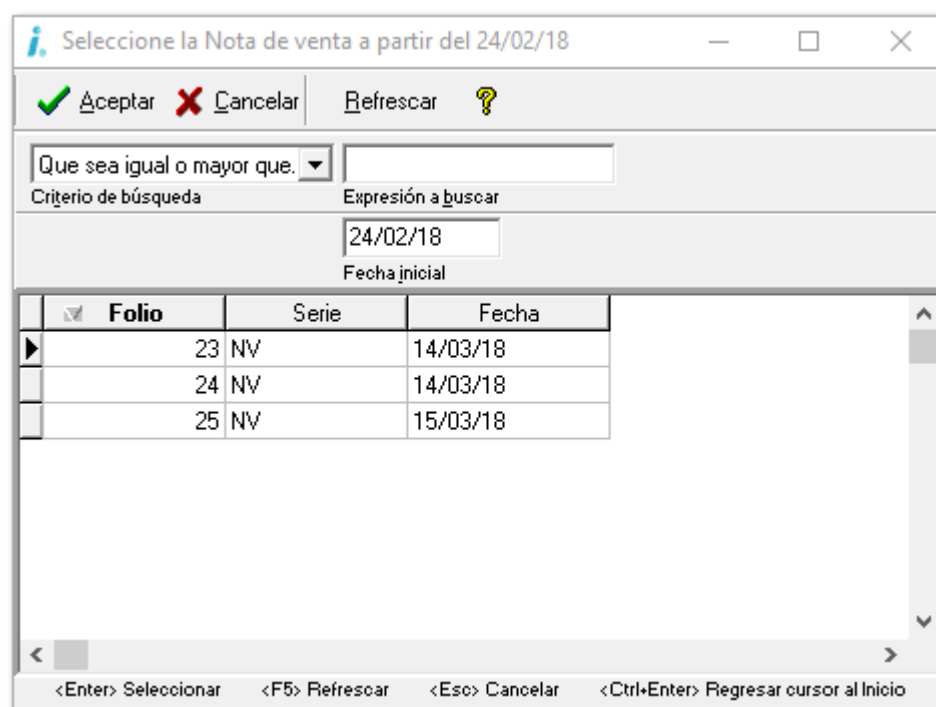 Seleccione la Nota de venta a partir del 24/02/18
Aceptar Cancelar Refrescar
Que sea igual o mayor que.
Criterio de búsqueda Expresión a buscar
24/02/18
Fecha inicial
Folio Serie Fecha
23 NV 14/03/18
24 NV 14/03/18
25 NV 15/03/18
<Enter> Seleccionar <F5> Refrescar <Esc> Cancelar <Ctrl+Enter> Regresar cursor al Inicio